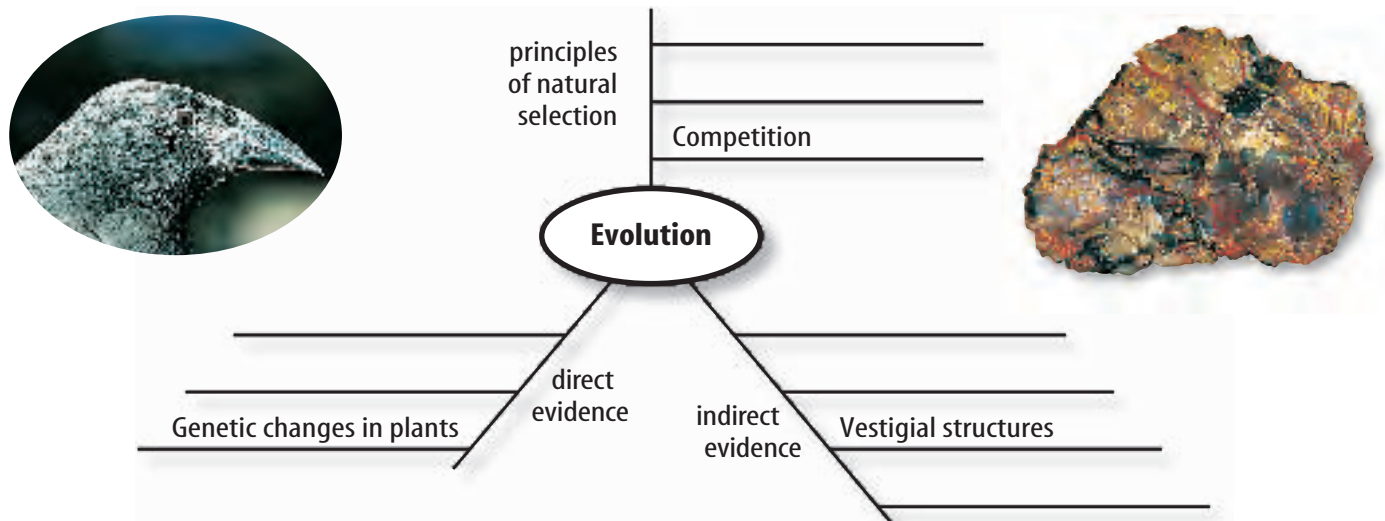 principles
of natural
selection
Competition
Evolution
direct
evidence
Genetic changes in plants
indirect
evidence
Vestigial structures